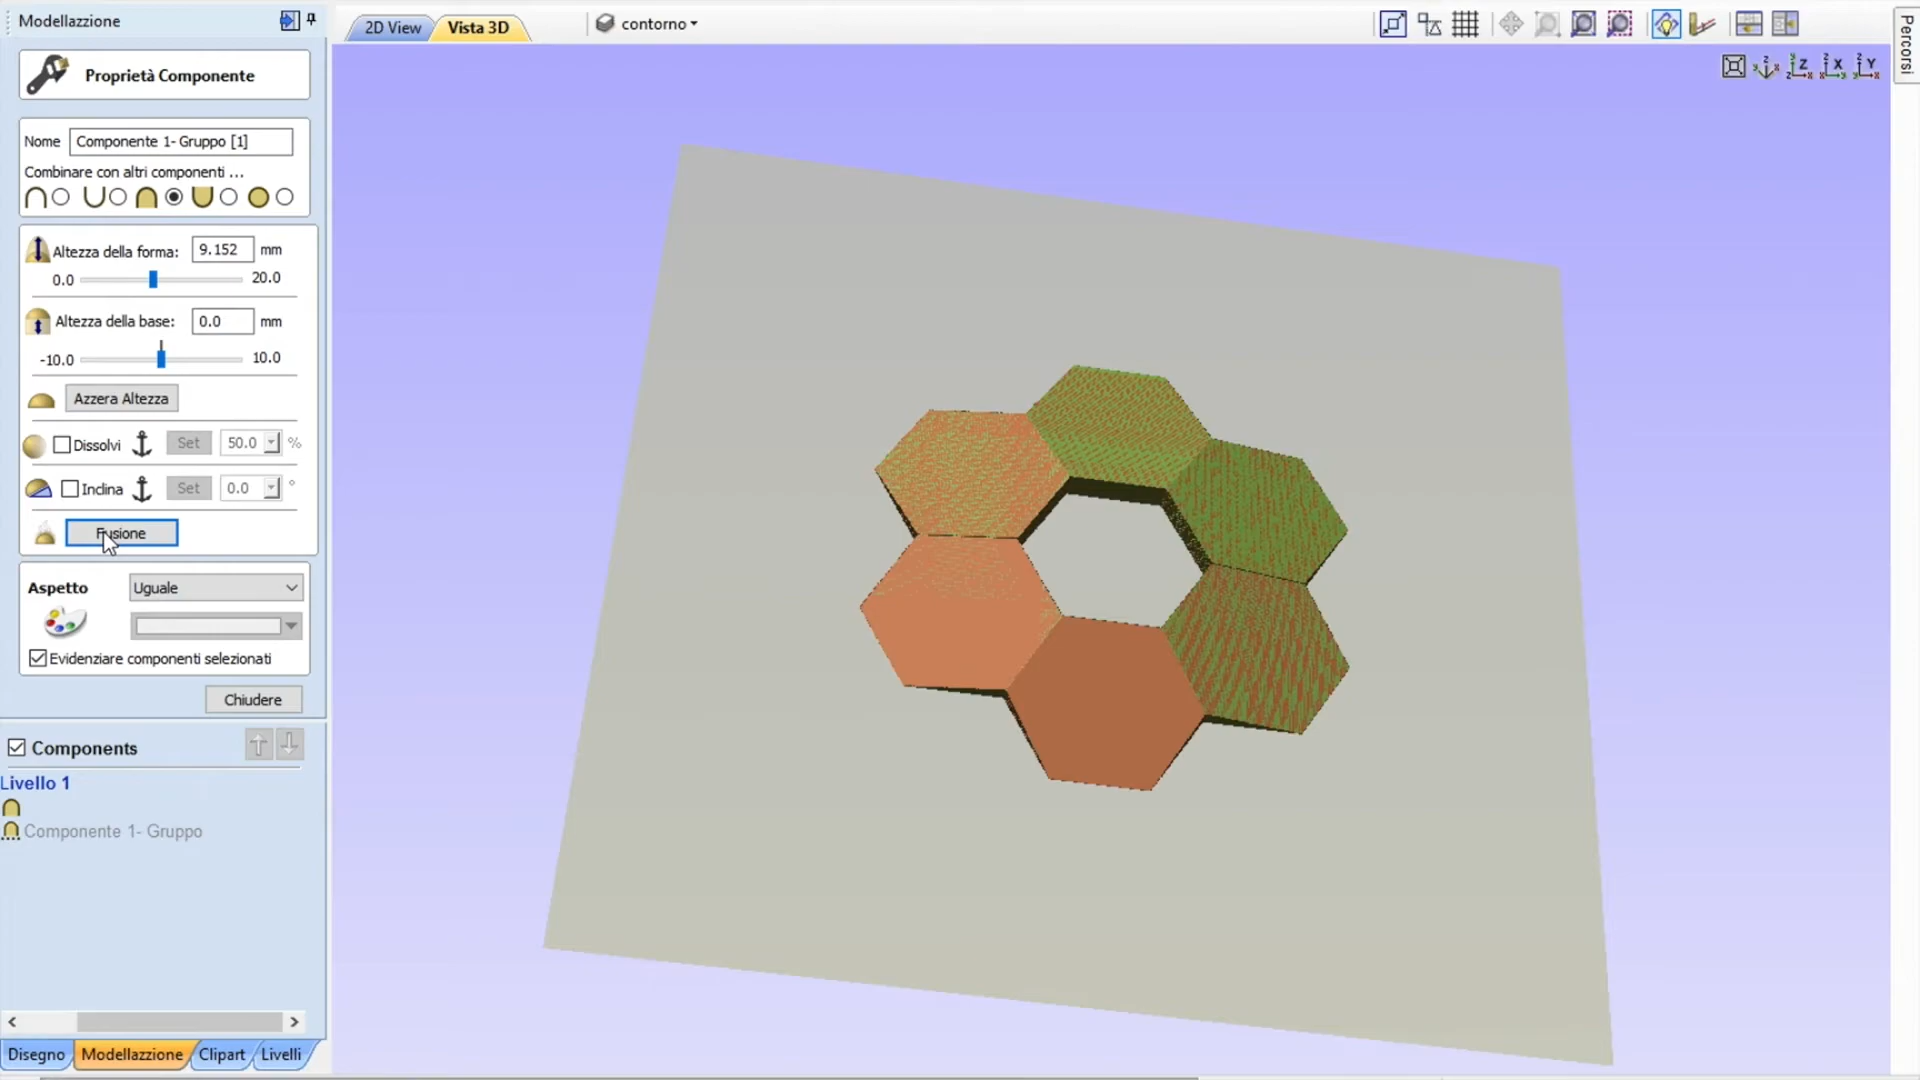 Modellazzione
2D View
Vista 3D
contorno
Percorsi
z
Z
X
Y
Proprietà Componente
Nome
Componente 1- Gruppo [1]
Combinare con altri componenti ...
Altezza della forma:
9.152
mm
0.0
20.0
Altezza della base:
0.0
mm
-10.0
10.0
Azzera Altezza
Dissolvi
Set
50.0
%
Inclina
Set
0.0
°
Fusione
Aspetto
Uguale
Evidenziare componenti selezionati
Chiudere
Components
Livello 1
Componente 1- Gruppo
Disegno
Modellazzione
Clipart
Livelli